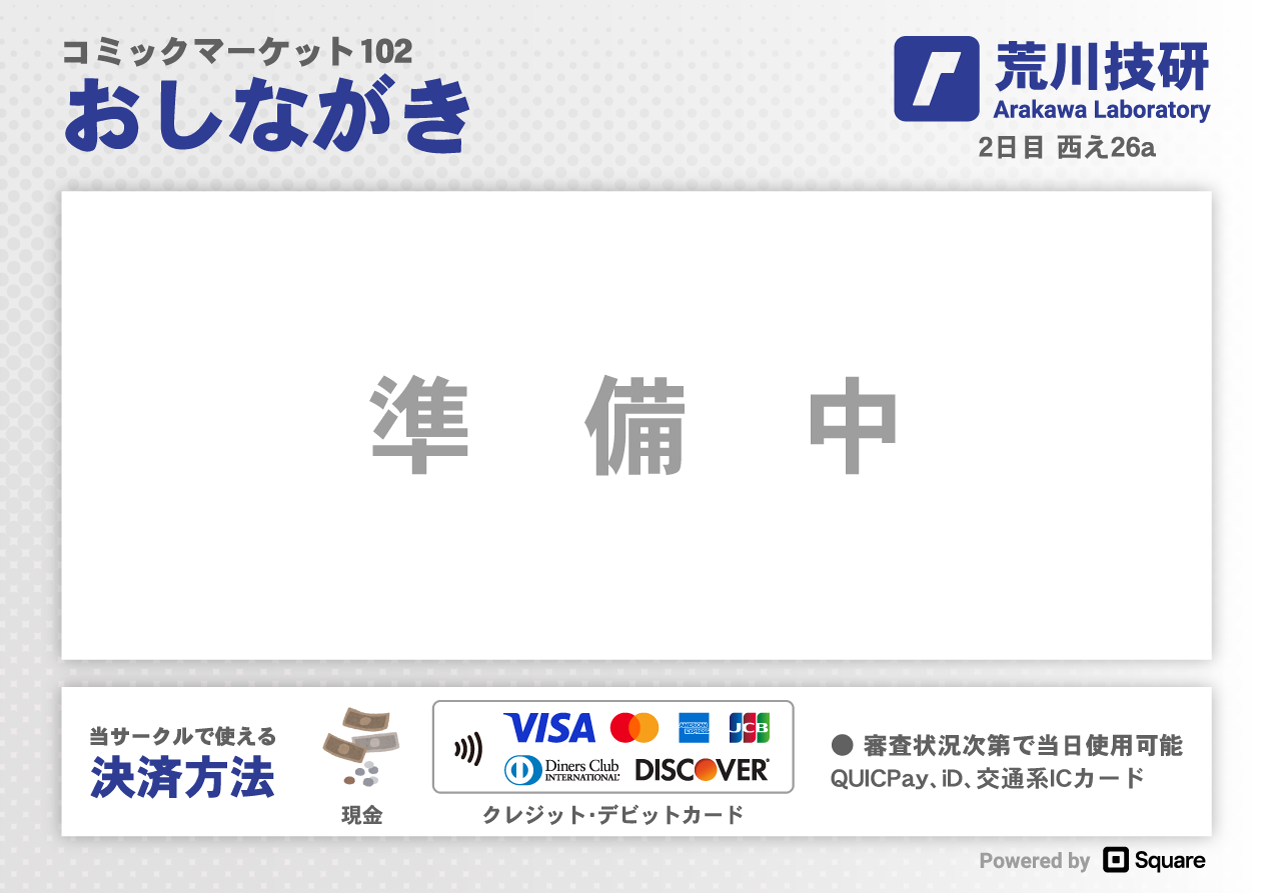 コミックマーケット102
おしながき
荒川技研
Arakawa Laboratory
2日目 西え26a
準 備 中
当サークルで使える
決済方法
現金
VISA
AMERICAN EXPRESS
JCB
Diners Club
INTERNATIONAL
DISCOVER
クレジット・デビットカード
● 審査状況次第で当日使用可能
QUICPay、iD、交通系ICカード
Powered by Square